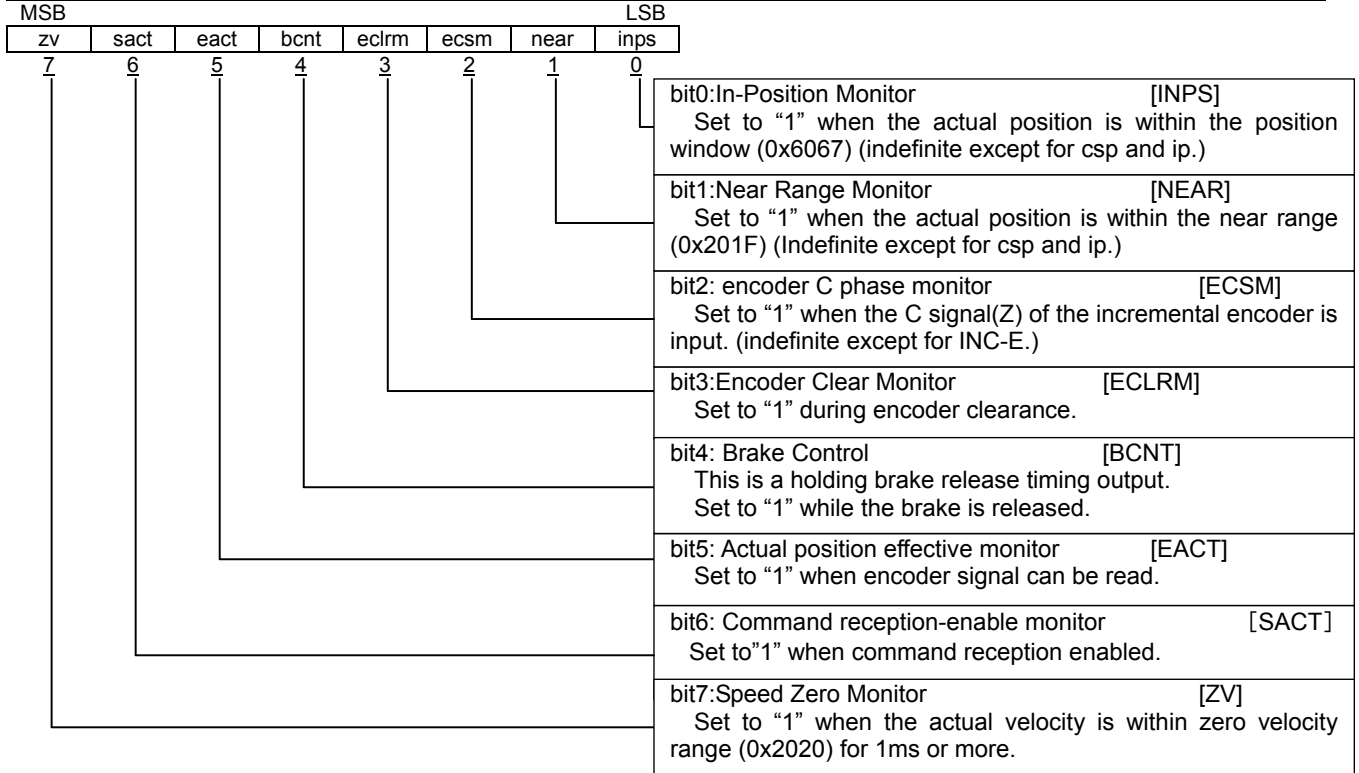 MSB LSB
zv sact eact bcnt eclrm ecsm near inps
7 6 5 4 3 2 1 0
bit0:In-Position Monitor [INPS]
Set to “1” when the actual position is within the position
window (0x6067) (indefinite except for csp and ip.)
bit1:Near Range Monitor [NEAR]
Set to “1” when the actual position is within the near range
(0x201F) (Indefinite except for csp and ip.)
bit2: encoder C phase monitor [ECSM]
Set to “1” when the C signal(Z) of the incremental encoder is
input. (indefinite except for INC-E.)
bit3:Encoder Clear Monitor [ECLRM]
Set to “1” during encoder clearance.
bit4: Brake Control [BCNT]
This is a holding brake release timing output.
Set to “1” while the brake is released.
bit5: Actual position effective monitor [EACT]
Set to “1” when encoder signal can be read.
bit6: Command reception-enable monitor ［SACT］
Set to”1” when command reception enabled.
bit7:Speed Zero Monitor [ZV]
Set to “1” when the actual velocity is within zero velocity
range (0x2020) for 1ms or more.